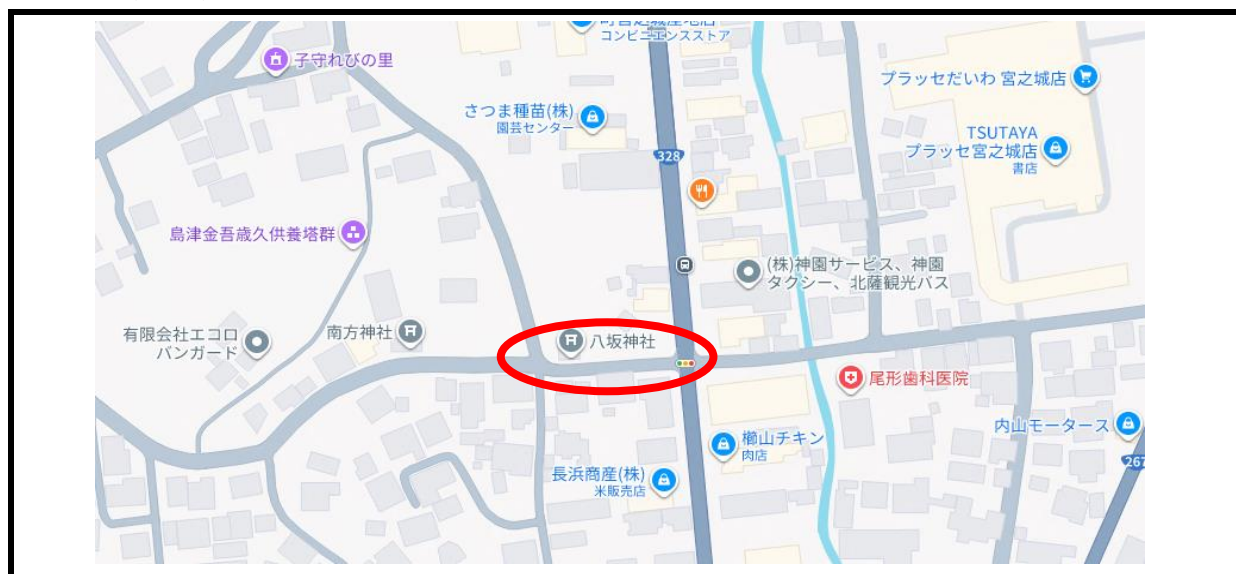 コンビニエンスストア
子守れびの里
プラッセだいわ 宮之城店
さつま種苗(株)
園芸センター
TSUTAYA
プラッセ宮之城店
書店
328
島津金吾歳久供養塔群
(株)神園サービス、神園
タクシー、北薩観光バス
有限会社エコロ
バンガード
南方神社
八坂神社
尾形歯科医院
内山モータース
櫛山チキン
肉店
267
長浜商産(株)
米販売店